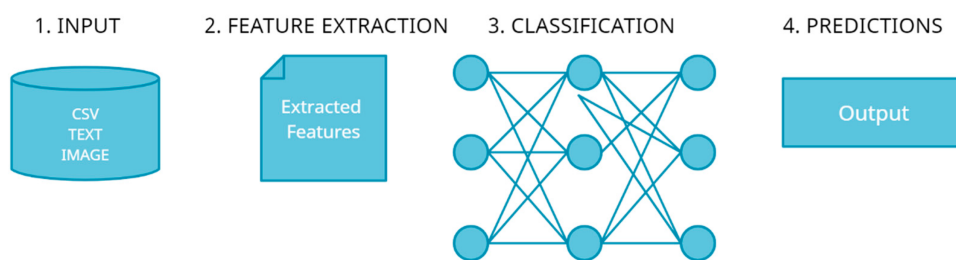 1. INPUT
2. FEATURE EXTRACTION
3. CLASSIFICATION
4. PREDICTIONS
CSV
TEXT
IMAGE
Extracted
Features
Output